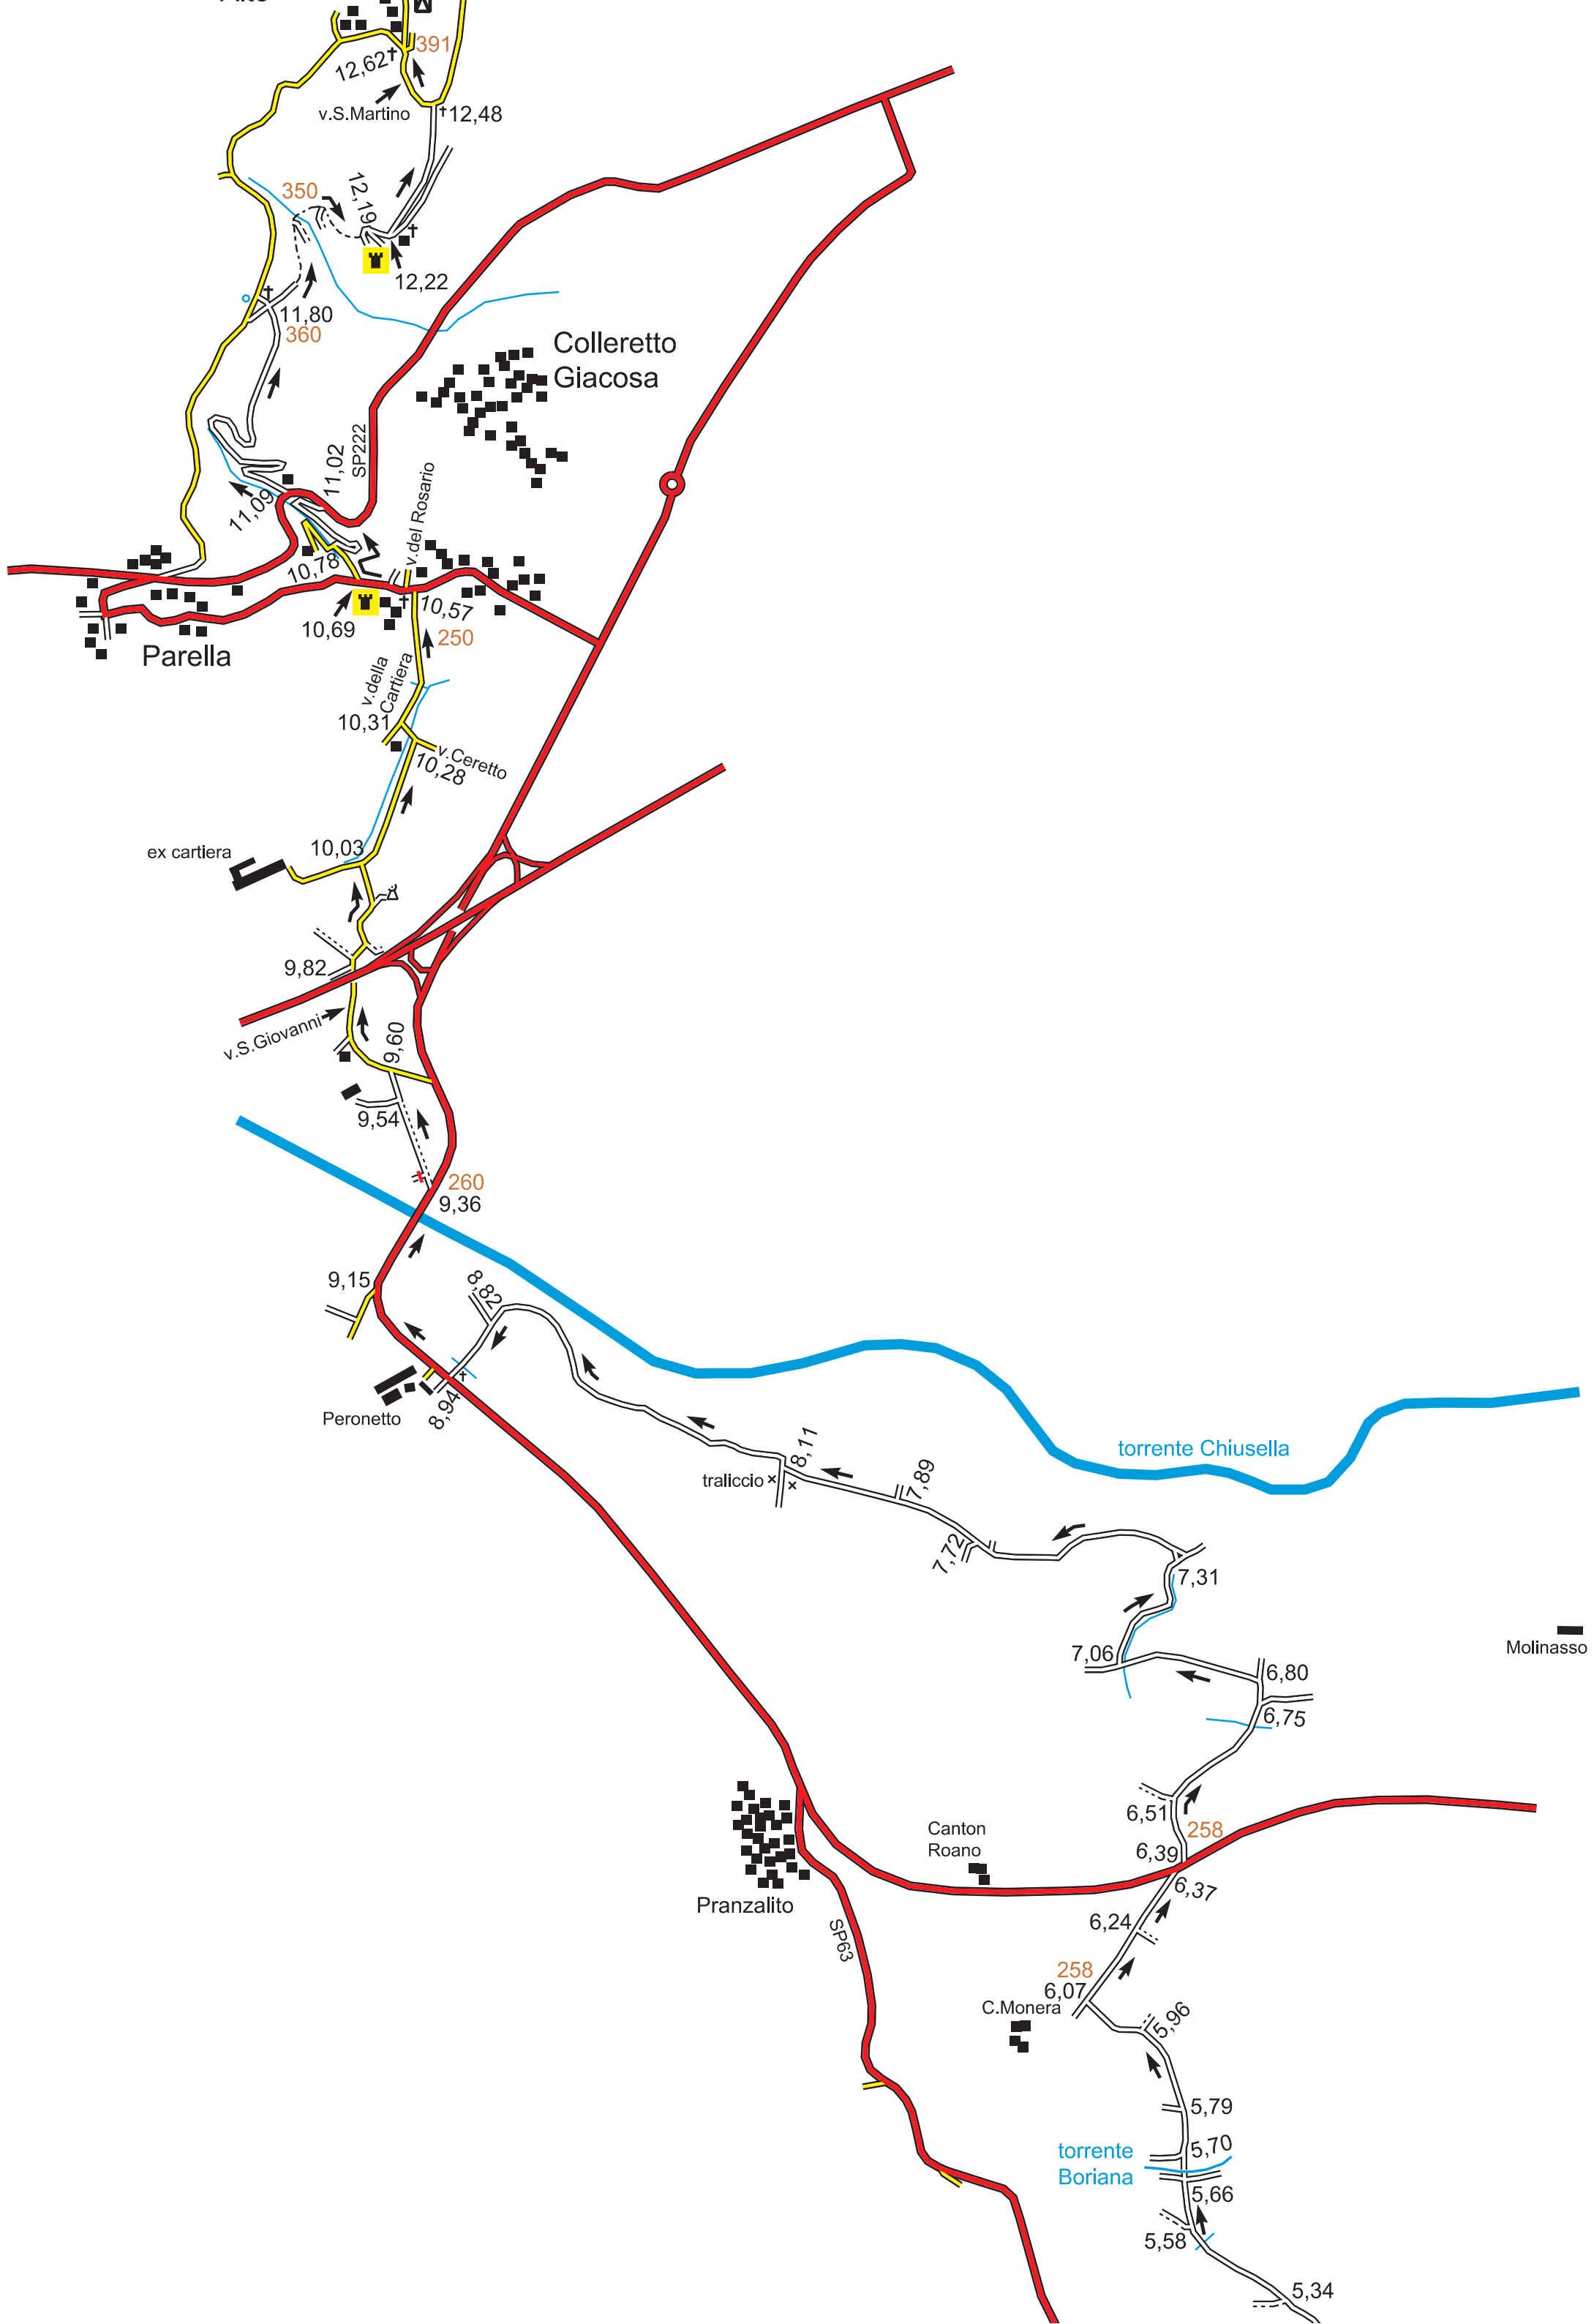 391
12,62
v.S.Martino
12,48
350
12,19
12,22
11,80
360
Colleretto
Giacosa
11,02
SP222
11,09
v.del Rosario
10,78
10,57
10,69
250
Parella
v.della
Cartiera
10,31
v.Ceretto
10,28
ex cartiera
10,03
9,82
v.S.Giovanni
9,60
9,54
260
9,36
9,15
8,82
Peronetto
8,94
torrente Chiusella
8,11
traliccio
7,89
7,72
7,31
7,06
6,80
Molinasso
6,75
6,51
258
Canton
Roano
6,39
6,37
Pranzalito
6,24
SP63
258
6,07
C.Monera
5,96
5,79
5,70
torrente
Boriana
5,66
5,58
5,34